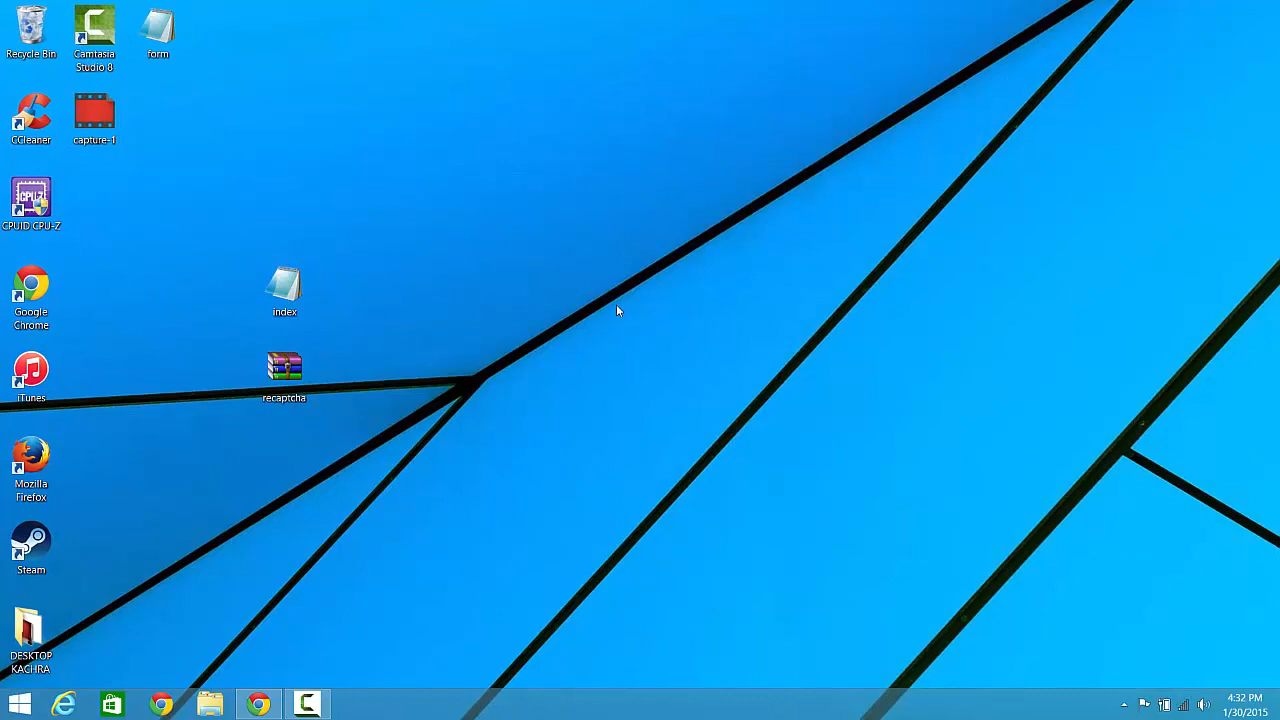 Recycle Bin
Camtasia
Studio 8
form
CCleaner
capture-1
CPU-Z
CPUID CPU-Z
Google
Chrome
index
iTunes
recaptcha
Mozilla
Firefox
Steam
DESKTOP
KACHRA
4:32 PM
1/30/2015